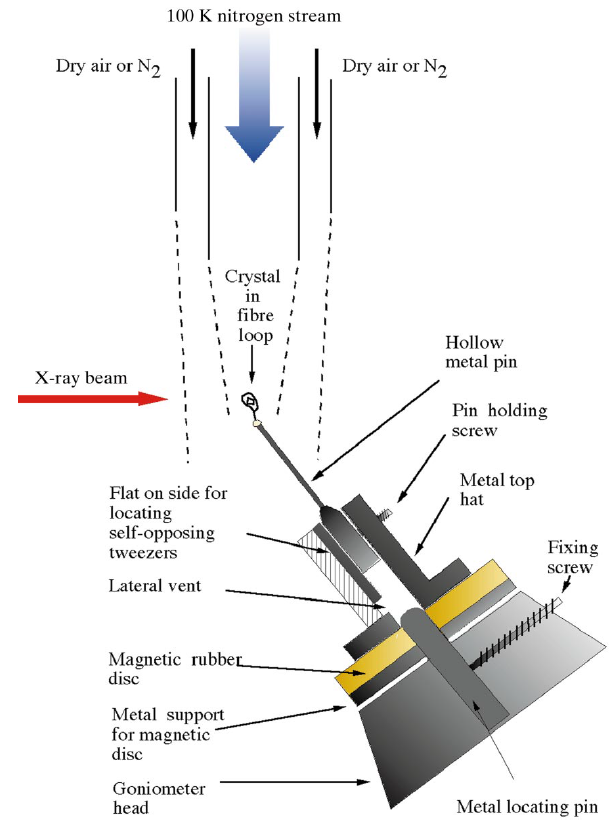 100 K nitrogen stream
Dry air or N2
Dry air or N2
Crystal
in
fibre
loop
X-ray beam
Hollow
metal pin
Pin holding
screw
Metal top
hat
Fixing
screw
Flat on side for
locating
self-opposing
tweezers
Lateral vent
Magnetic rubber
disc
Metal support
for magnetic
disc
Goniometer
head
Metal locating pin